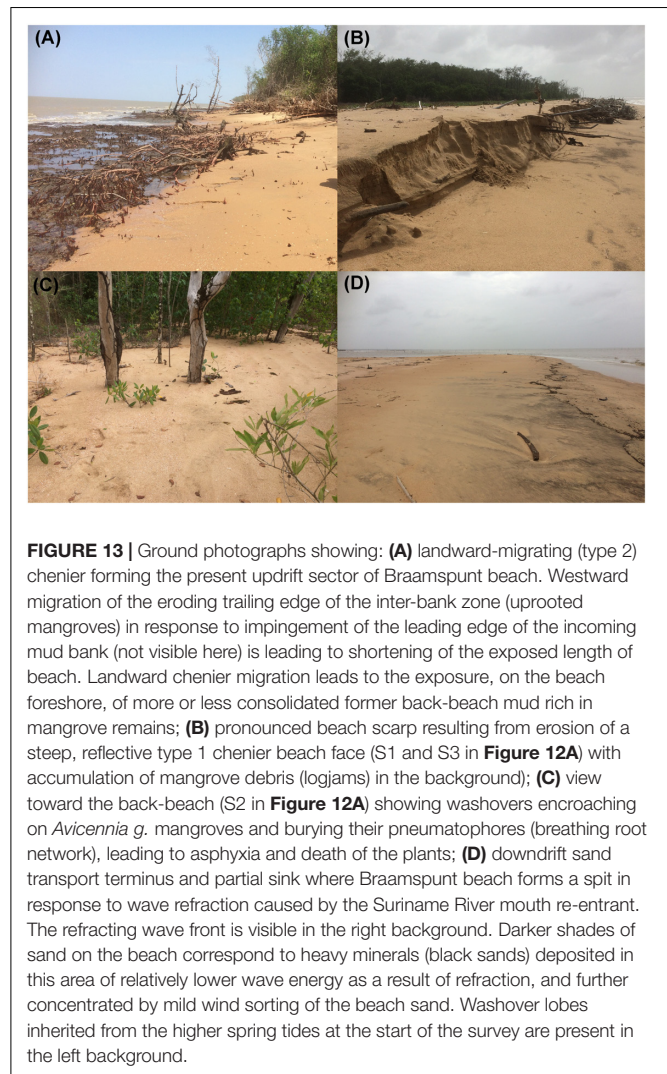 (A)
(B)
(C)
(D)
FIGURE 13 | Ground photographs showing: (A) landward-migrating (type 2)
chenier forming the present updrift sector of Braamspunt beach. Westward
migration of the eroding trailing edge of the inter-bank zone (uprooted
mangroves) in response to impingement of the leading edge of the incoming
mud bank (not visible here) is leading to shortening of the exposed length of
beach. Landward chenier migration leads to the exposure, on the beach
foreshore, of more or less consolidated former back-beach mud rich in
mangrove remains; (B) pronounced beach scarp resulting from erosion of a
steep, reflective type 1 chenier beach face (S1 and S3 in Figure 12A) with
accumulation of mangrove debris (logjams) in the background); (C) view
toward the back-beach (S2 in Figure 12A) showing washovers encroaching
on Avicennia g. mangroves and burying their pneumatophores (breathing root
network), leading to asphyxia and death of the plants; (D) downdrift sand
transport terminus and partial sink where Braamspunt beach forms a spit in
response to wave refraction caused by the Suriname River mouth re-entrant.
The refracting wave front is visible in the right background. Darker shades of
sand on the beach correspond to heavy minerals (black sands) deposited in
this area of relatively lower wave energy as a result of refraction, and further
concentrated by mild wind sorting of the beach sand. Washover lobes
inherited from the higher spring tides at the start of the survey are present in
the left background.